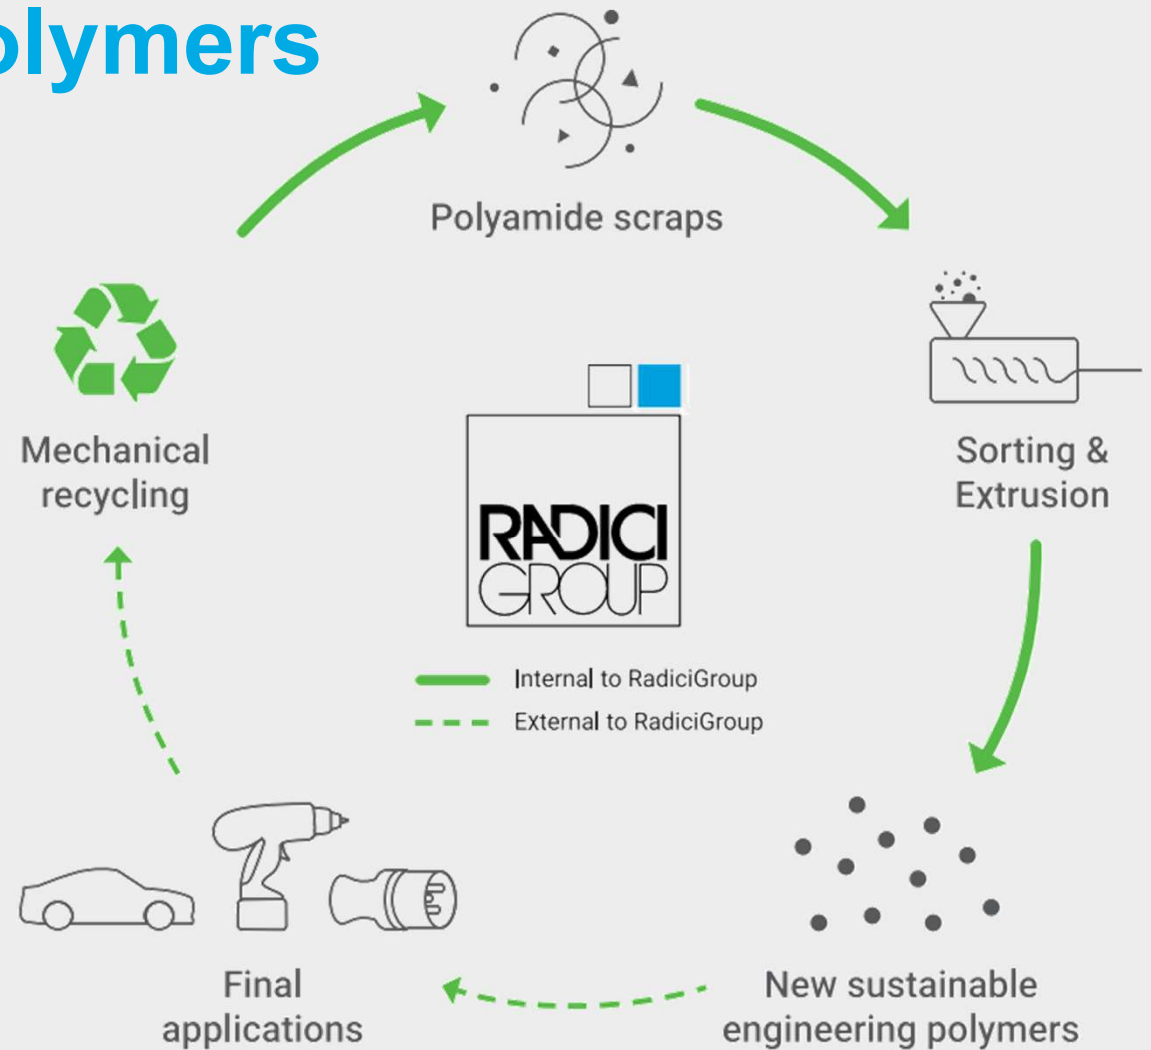 olymers
Polyamide scraps
Mechanical
recycling
Sorting &
Extrusion
RADICI
GROUP
Internal to RadiciGroup
External to RadiciGroup
Final
applications
New sustainable
engineering polymers